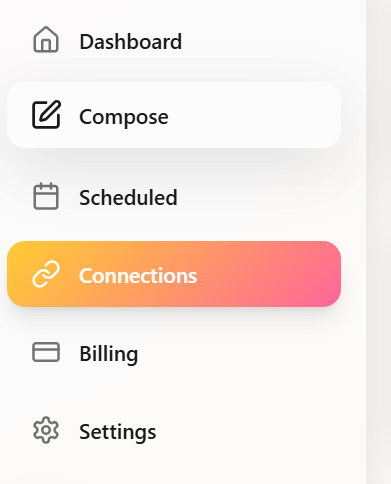 Dashboard
Compose
Scheduled
Connections
Billing
Settings